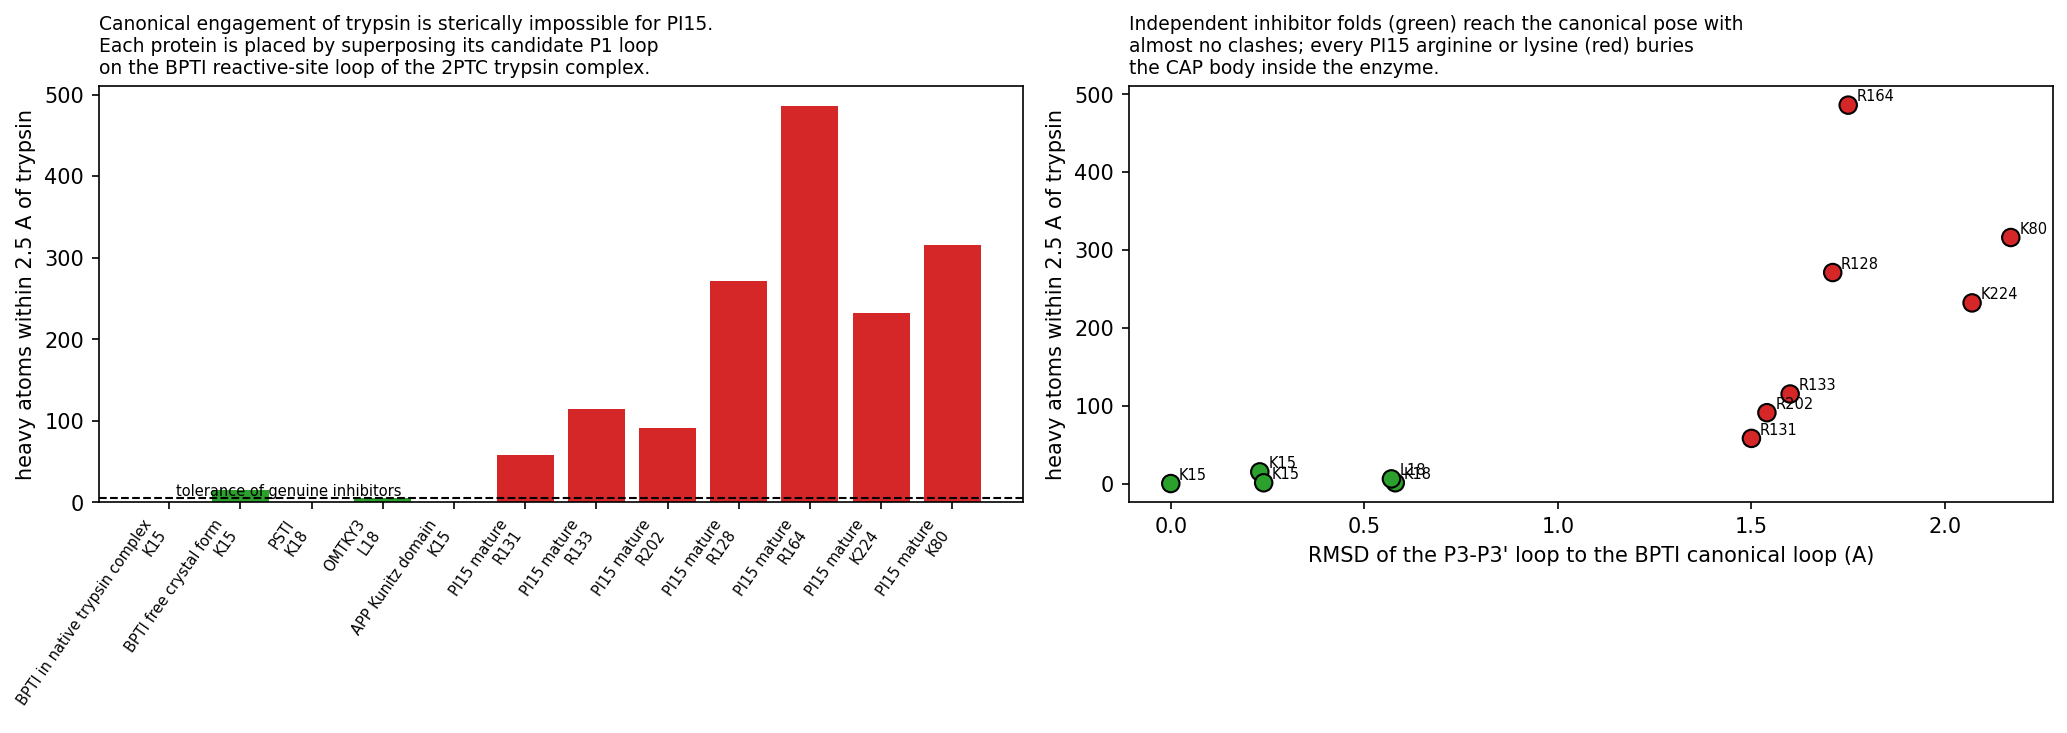 Canonical engagement of trypsin is sterically impossible for PI15.
Each protein is placed by superposing its candidate P1 loop
on the BPTI reactive-site loop of the 2PTC trypsin complex.
heavy atoms within 2.5 A of trypsin
500
400
300
200
100
0
tolerance of genuine inhibitors
BPTI in native trypsin complex
K15
BPTI free crystal form
K15
PSTI
K18
OMTKY3
L18
APP Kunitz domain
K15
PI15 mature
R131
PI15 mature
R133
PI15 mature
R202
PI15 mature
R128
PI15 mature
R164
PI15 mature
K224
PI15 mature
K80
Independent inhibitor folds (green) reach the canonical pose with
almost no clashes; every PI15 arginine or lysine (red) buries
the CAP body inside the enzyme.
heavy atoms within 2.5 A of trypsin
500
400
300
200
100
0
R164
K80
R128
K224
R133
R202
R131
K15
K15
K15
L18
K18
0.0
0.5
1.0
1.5
2.0
RMSD of the P3-P3' loop to the BPTI canonical loop (A)